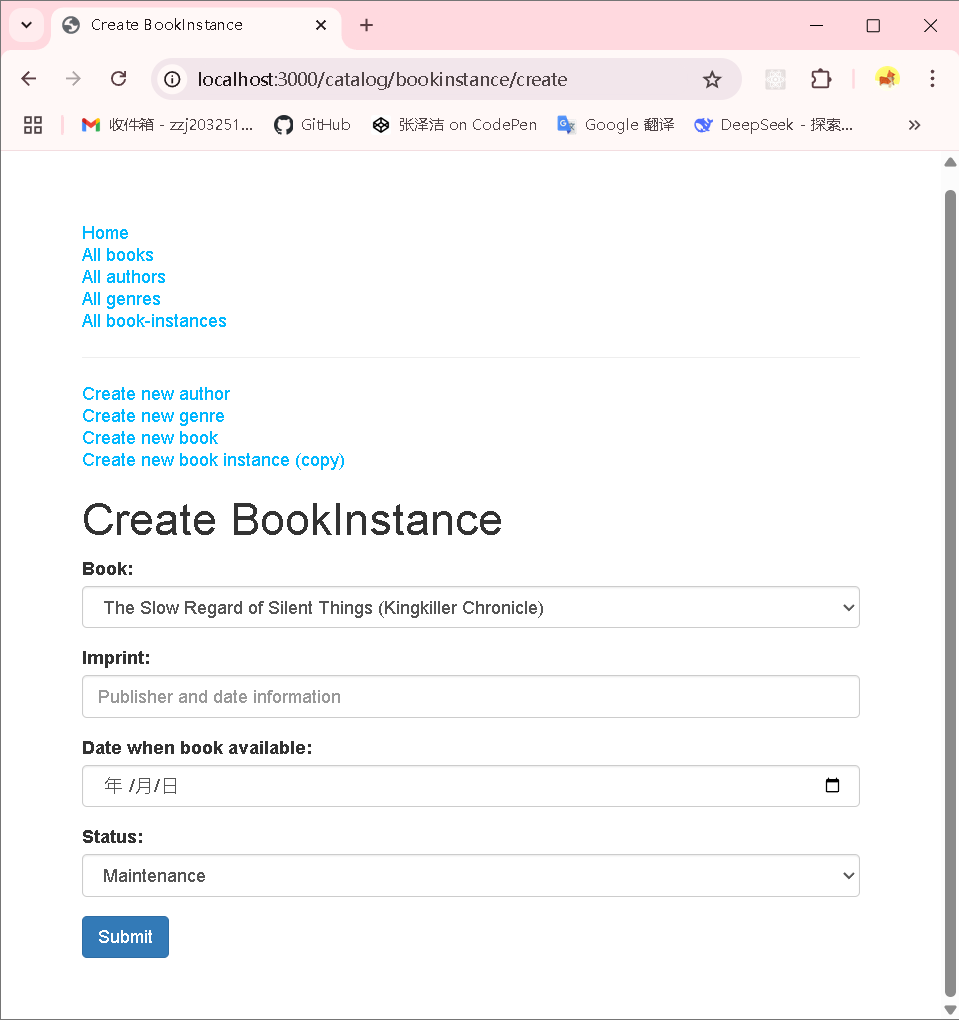 Create BookInstance
localhost:3000/catalog/bookinstance/create
收件箱 - zzj203251... GitHub 张泽洁 on CodePen Google 翻译 DeepSeek - 探索...
Home
All books
All authors
All genres
All book-instances
Create new author
Create new genre
Create new book
Create new book instance (copy)
Create BookInstance
Book:
The Slow Regard of Silent Things (Kingkiller Chronicle)
Imprint:
Publisher and date information
Date when book available:
年 /月/日
Status:
Maintenance
Submit